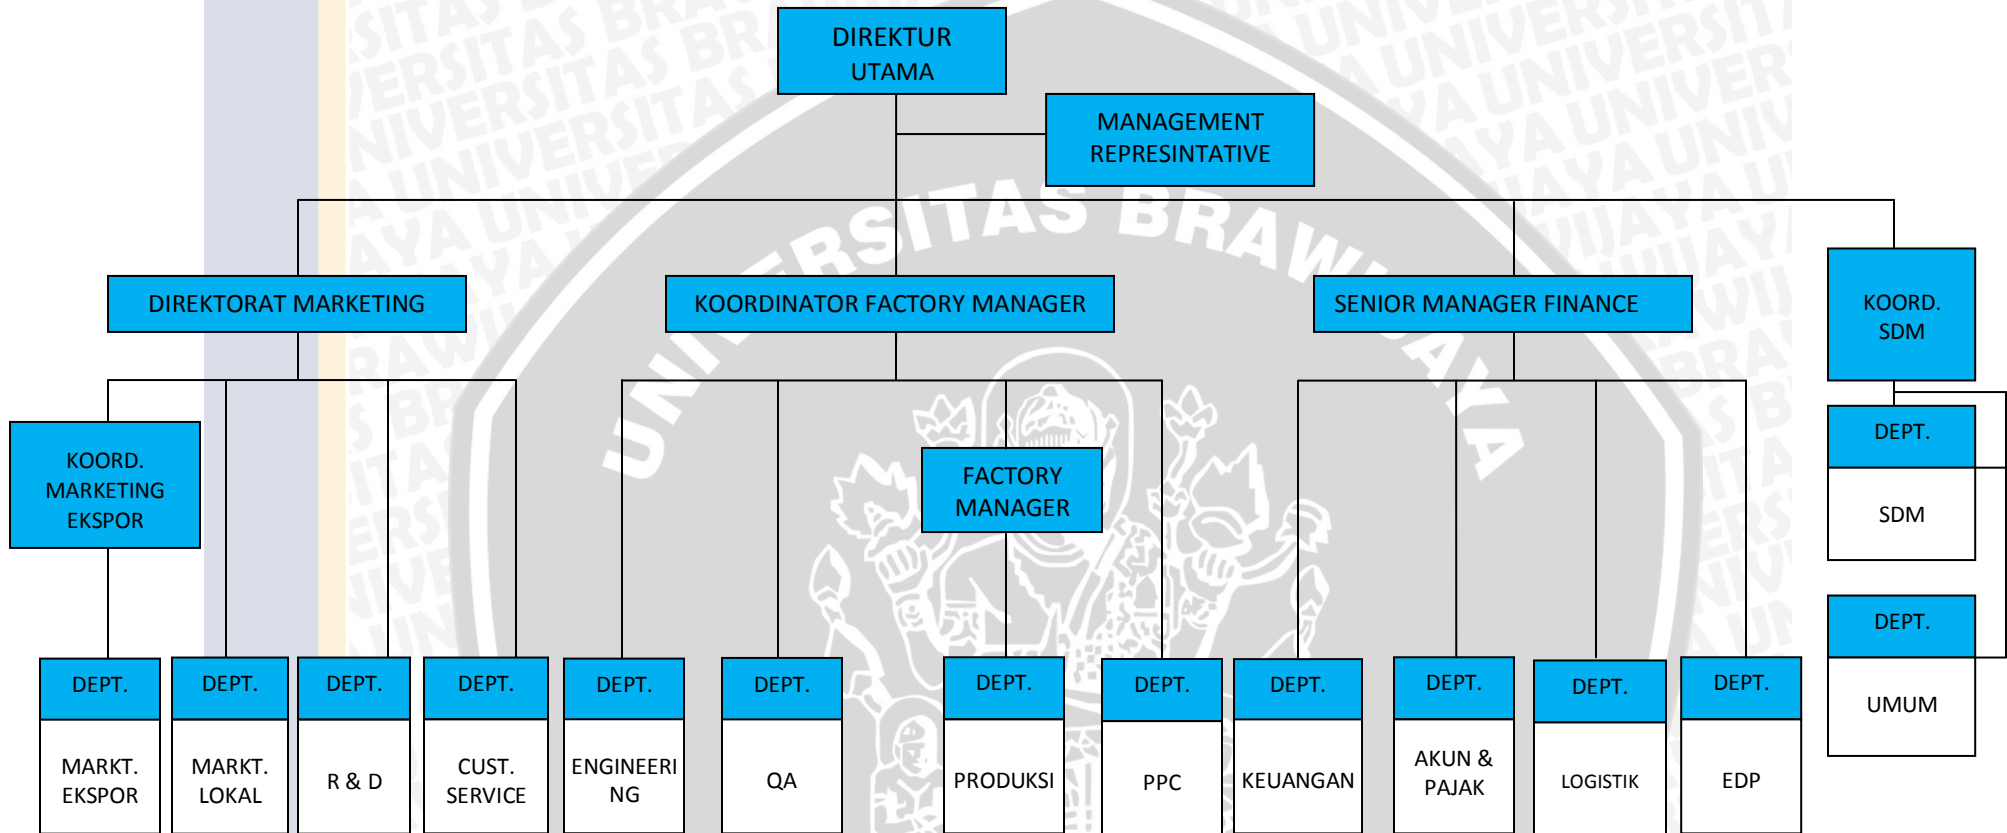 DIREKTUR
UTAMA
MANAGEMENT
REPRESINTATIVE
UNIVERSITAS BRAWIJAYA
DIREKTORAT MARKETING
KOORDINATOR FACTORY MANAGER
SENIOR MANAGER FINANCE
KOORD.
SDM
KOORD.
MARKETING
EKSPOR
FACTORY
MANAGER
DEPT.
SDM
DEPT.
UMUM
DEPT.
MARKT.
EKSPOR
DEPT.
MARKT.
LOKAL
DEPT.
R & D
DEPT.
CUST.
SERVICE
DEPT.
ENGINEERI
NG
DEPT.
QA
DEPT.
PRODUKSI
DEPT.
PPC
DEPT.
KEUANGAN
DEPT.
AKUN &
PAJAK
DEPT.
LOGISTIK
DEPT.
EDP